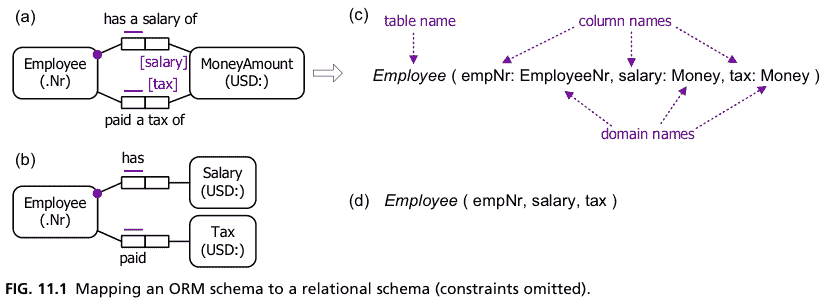 (a)
has a salary of
Employee
(.Nr)
[salary]
[tax]
MoneyAmount
(USD:)
paid a tax of
(b)
has
Employee
(.Nr)
Salary
(USD:)
Tax
(USD:)
paid
(c)
table name
column names
Employee ( empNr: EmployeeNr, salary: Money, tax: Money )
domain names
(d) Employee ( empNr, salary, tax )
FIG. 11.1 Mapping an ORM schema to a relational schema (constraints omitted).